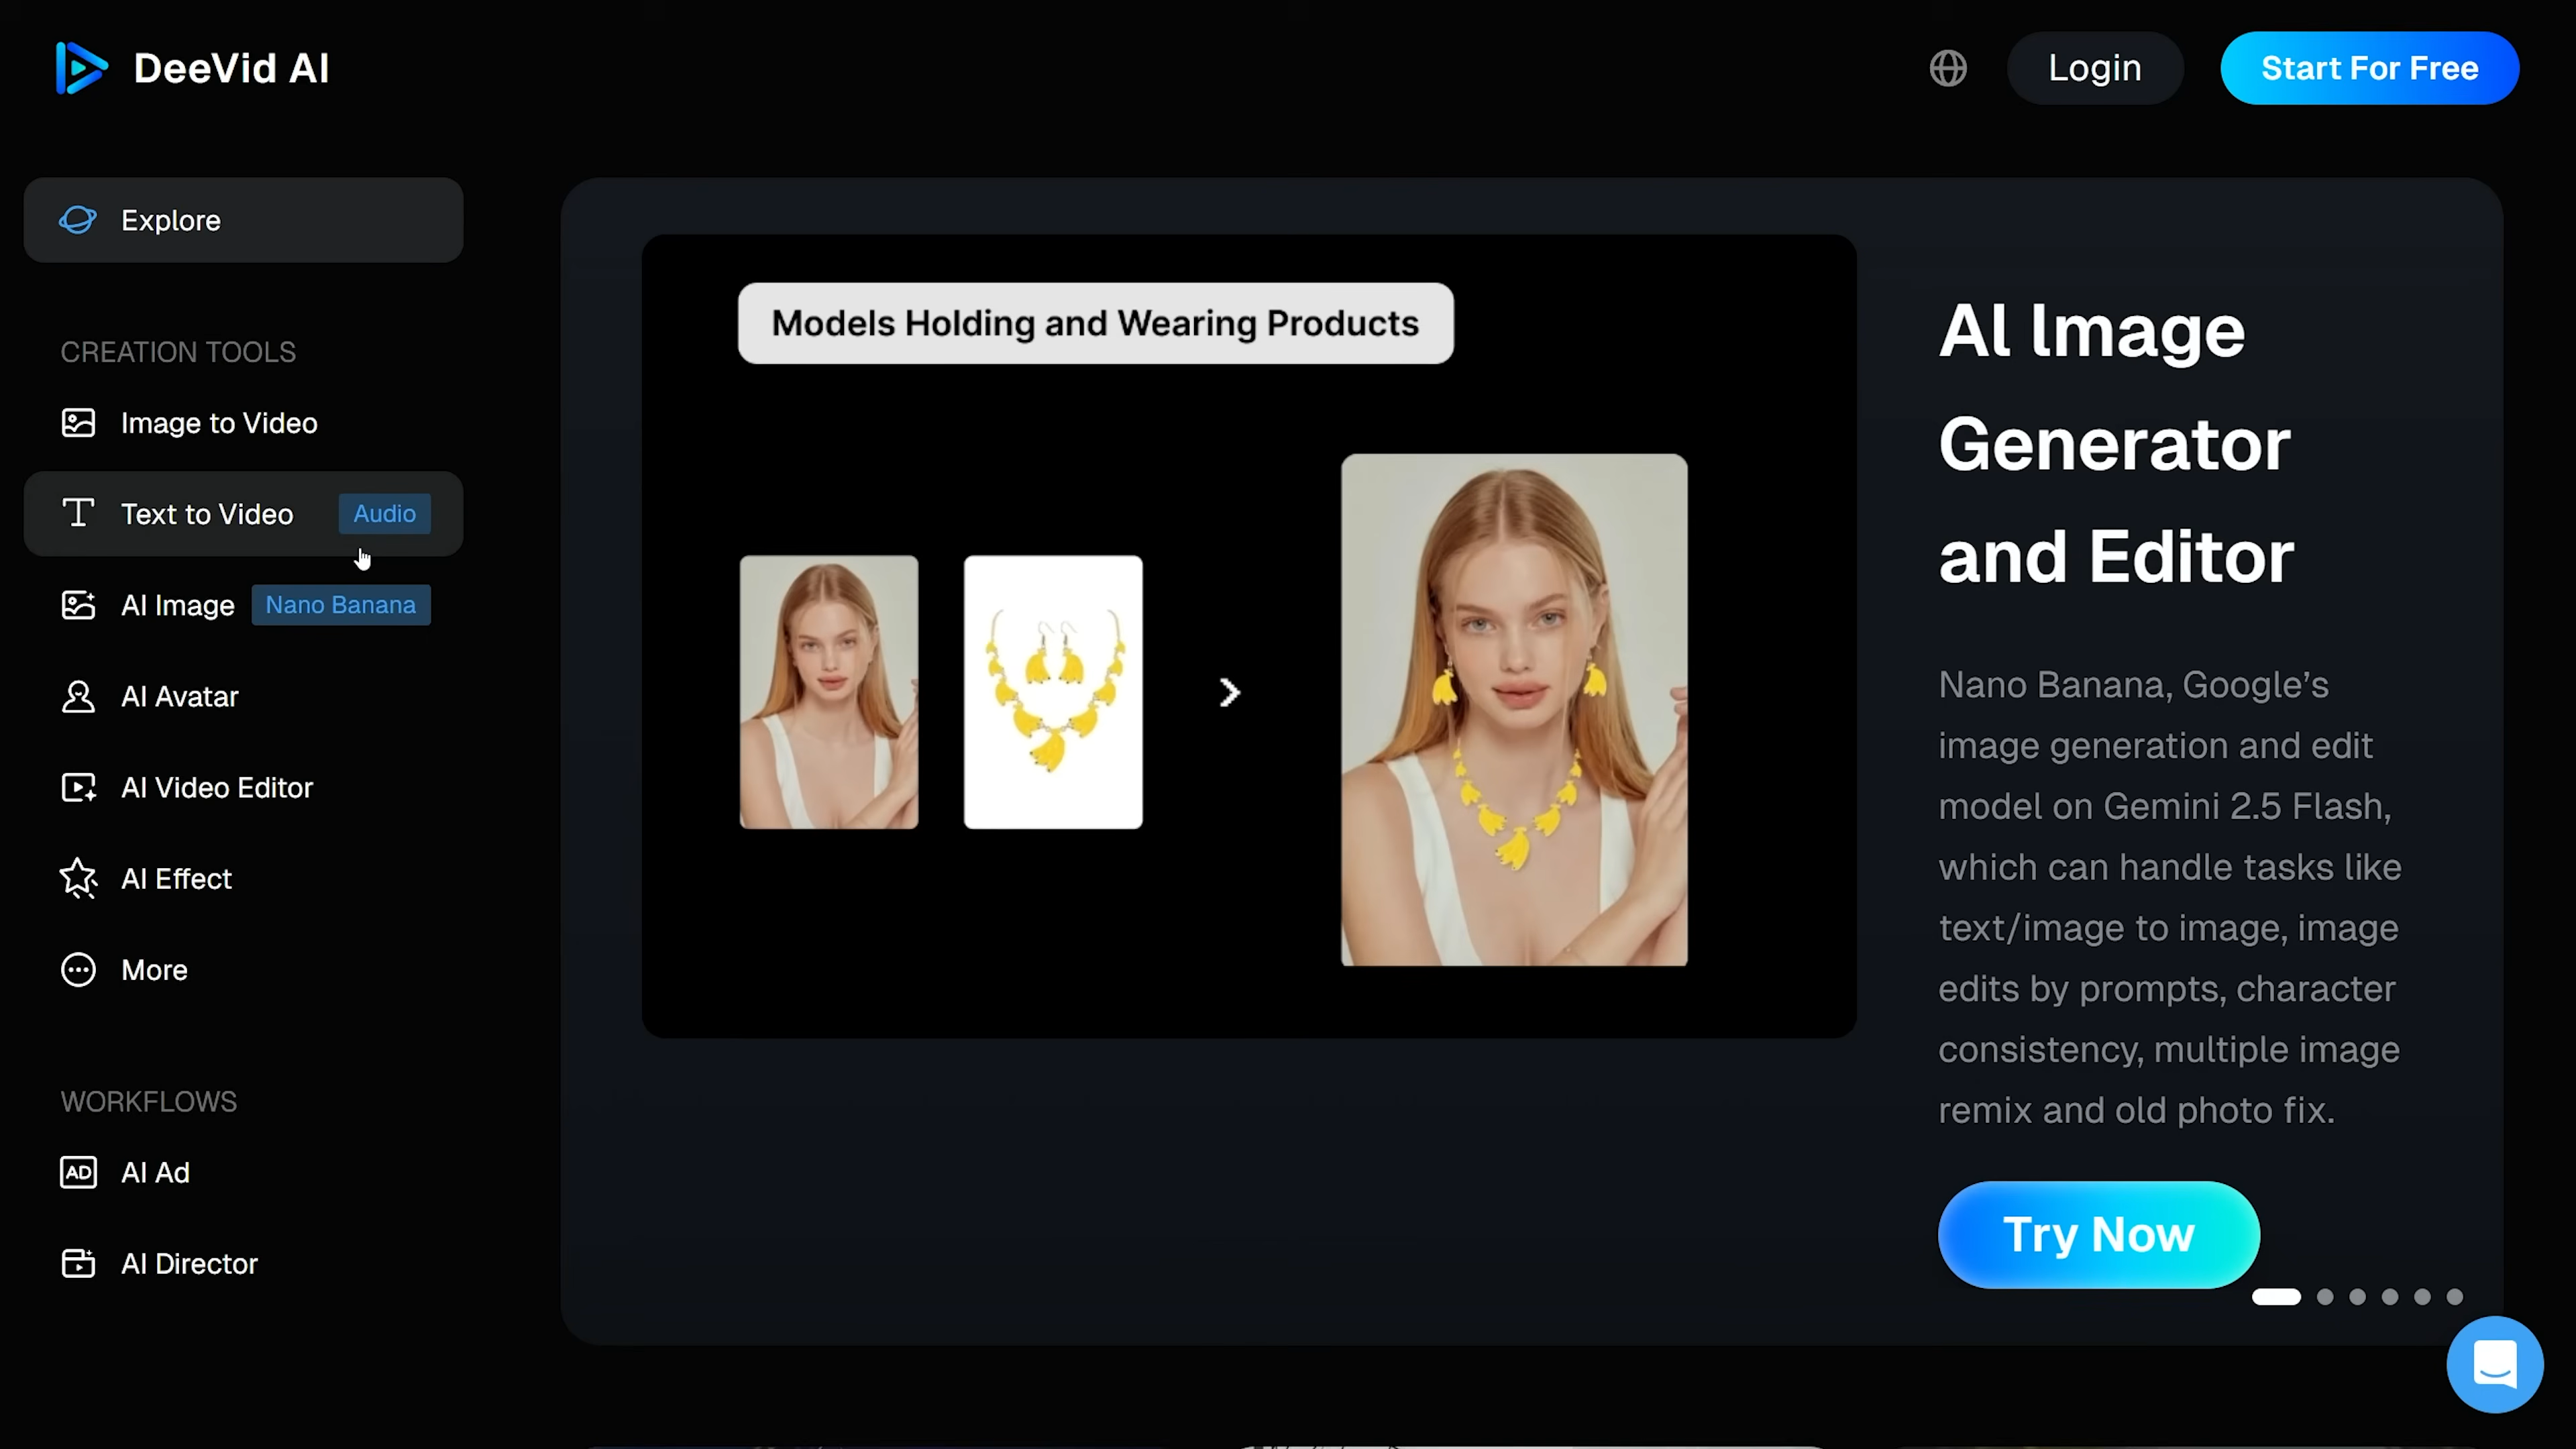 DeeVid AI
Login
Start For Free
Explore
CREATION TOOLS
Image to Video
Text to Video Audio
AI Image Nano Banana
AI Avatar
AI Video Editor
AI Effect
More
WORKFLOWS
AD AI Ad
AI Director
Models Holding and Wearing Products
AI Image
Generator
and Editor
Nano Banana, Google’s
image generation and edit
model on Gemini 2.5 Flash,
which can handle tasks like
text/image to image, image
edits by prompts, character
consistency, multiple image
remix and old photo fix.
Try Now